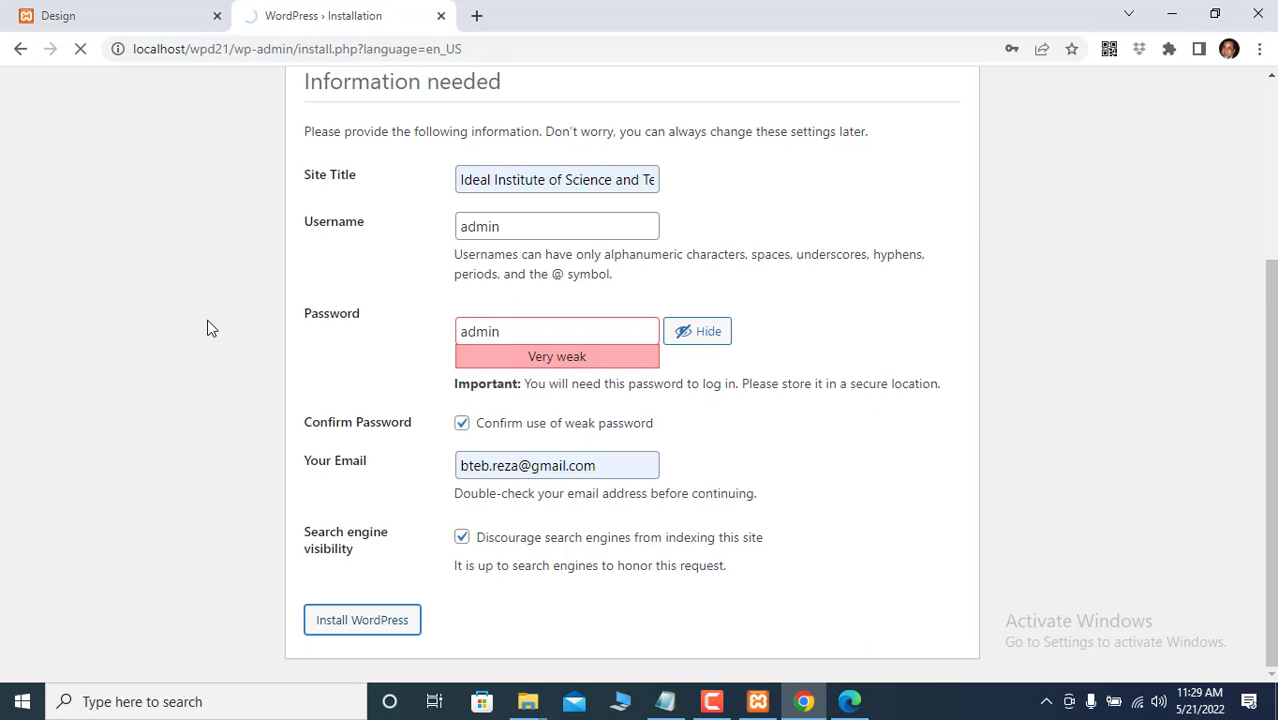 Design
WordPress › Installation
localhost/wpd21/wp-admin/install.php?language=en_US
Information needed
Please provide the following information. Don't worry, you can always change these settings later.
Site Title
Ideal Institute of Science and Te
Username
admin
Usernames can have only alphanumeric characters, spaces, underscores, hyphens,
periods, and the @ symbol.
Password
admin
Hide
Very weak
Important: You will need this password to log in. Please store it in a secure location.
Confirm Password
Confirm use of weak password
Your Email
bteb.reza@gmail.com
Double-check your email address before continuing.
Search engine
visibility
Discourage search engines from indexing this site
It is up to search engines to honor this request.
Install WordPress
Activate Windows
Go to Settings to activate Windows.
Type here to search
11:29 AM
5/21/2022